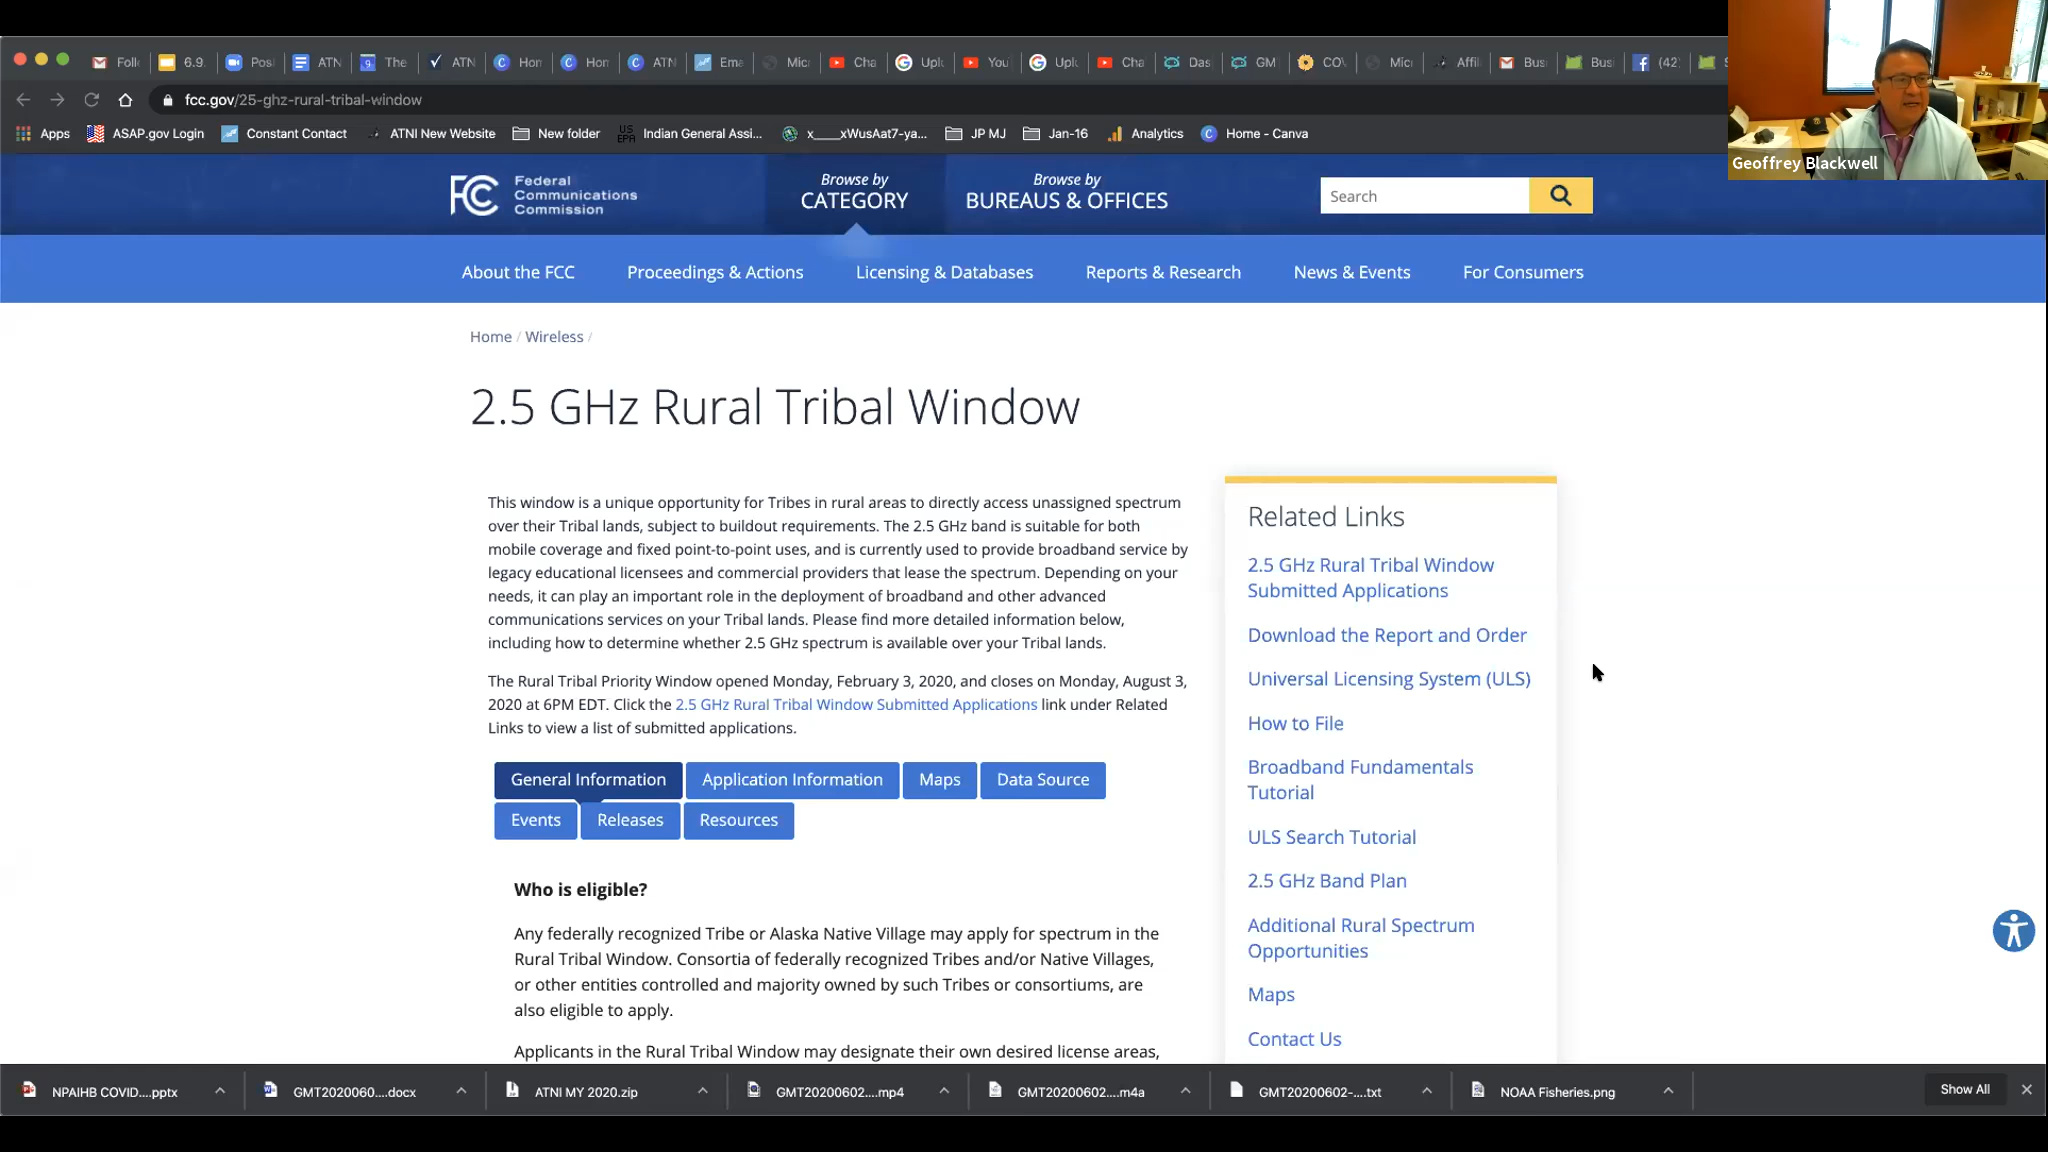 Foll
6.9.
Posi
ATN
The
ATN
Hon
Hon
ATN
Ema
Micr
Cha
Uplo
You
Uplo
Cha
Das
GM
COV
Micr
Affil
Busi
Busi
(42)
fcc.gov/25-ghz-rural-tribal-window
Apps
ASAP.gov Login
Constant Contact
ATNI New Website
New folder
US EPA
Indian General Assi...
x____xWusAat7-ya...
JP MJ
Jan-16
Analytics
Home - Canva
Geoffrey Blackwell
FCC
Federal
Communications
Commission
Browse by
CATEGORY
Browse by
BUREAUS & OFFICES
Search
About the FCC
Proceedings & Actions
Licensing & Databases
Reports & Research
News & Events
For Consumers
Home / Wireless /
2.5 GHz Rural Tribal Window
This window is a unique opportunity for Tribes in rural areas to directly access unassigned spectrum
over their Tribal lands, subject to buildout requirements. The 2.5 GHz band is suitable for both
mobile coverage and fixed point-to-point uses, and is currently used to provide broadband service by
legacy educational licensees and commercial providers that lease the spectrum. Depending on your
needs, it can play an important role in the deployment of broadband and other advanced
communications services on your Tribal lands. Please find more detailed information below,
including how to determine whether 2.5 GHz spectrum is available over your Tribal lands.
The Rural Tribal Priority Window opened Monday, February 3, 2020, and closes on Monday, August 3,
2020 at 6PM EDT. Click the 2.5 GHz Rural Tribal Window Submitted Applications link under Related
Links to view a list of submitted applications.
General Information
Application Information
Maps
Data Source
Events
Releases
Resources
Who is eligible?
Any federally recognized Tribe or Alaska Native Village may apply for spectrum in the
Rural Tribal Window. Consortia of federally recognized Tribes and/or Native Villages,
or other entities controlled and majority owned by such Tribes or consortiums, are
also eligible to apply.
Applicants in the Rural Tribal Window may designate their own desired license areas,
Related Links
2.5 GHz Rural Tribal Window
Submitted Applications
Download the Report and Order
Universal Licensing System (ULS)
How to File
Broadband Fundamentals
Tutorial
ULS Search Tutorial
2.5 GHz Band Plan
Additional Rural Spectrum
Opportunities
Maps
Contact Us
NPAIHB COVID....pptx
GMT2020060....docx
ATNI MY 2020.zip
GMT20200602....mp4
GMT20200602....m4a
GMT20200602-....txt
NOAA Fisheries.png
Show All